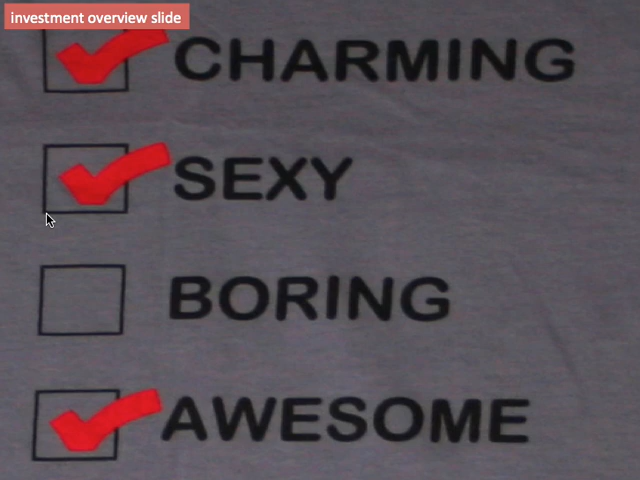 investment overview slide
CHARMING
SEXY
BORING
AWESOME